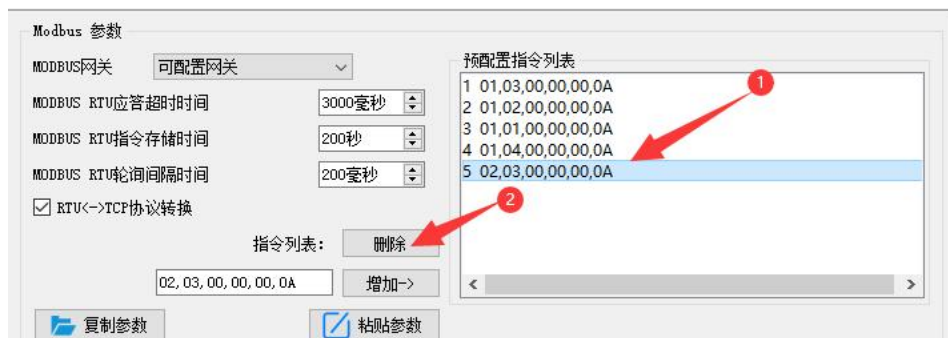 Modbus 参数
MODBUS网关 可配置网关
MODBUS RTU应答超时时间 3000毫秒
MODBUS RTU指令存储时间 200秒
MODBUS RTU轮询间隔时间 200毫秒
RTU<->TCP协议转换
指令列表: 删除
02,03,00,00,00,0A 增加->
复制参数 粘贴参数
预配置指令列表
1 01,03,00,00,00,0A
2 01,02,00,00,00,0A
3 01,01,00,00,00,0A
4 01,04,00,00,00,0A
5 02,03,00,00,00,0A
1
2